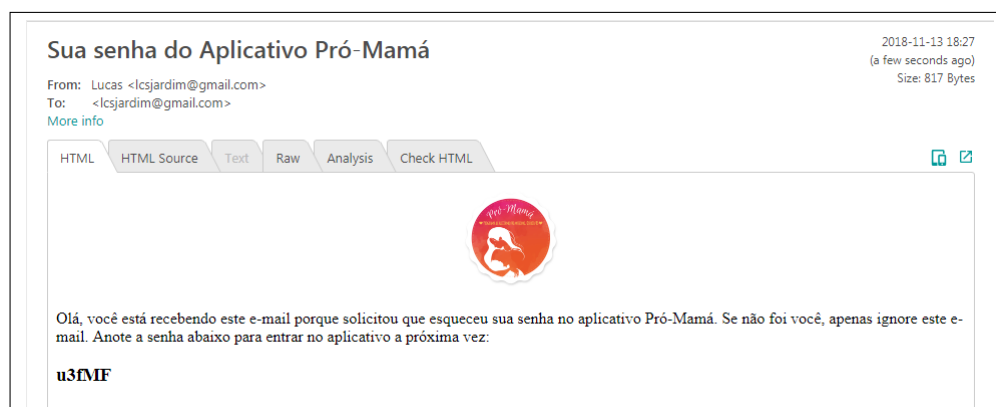 Sua senha do Aplicativo Pró-Mamá
2018-11-13 18:27
(a few seconds ago)
Size: 817 Bytes
From: Lucas <lcsjardim@gmail.com>
To: <lcsjardim@gmail.com>
More info
HTML HTML Source Text Raw Analysis Check HTML
Pró-Mamá
Olá, você está recebendo este e-mail porque solicitou que esqueceu sua senha no aplicativo Pró-Mamá. Se não foi você, apenas ignore este e-
mail. Anote a senha abaixo para entrar no aplicativo a próxima vez:
u3fMF